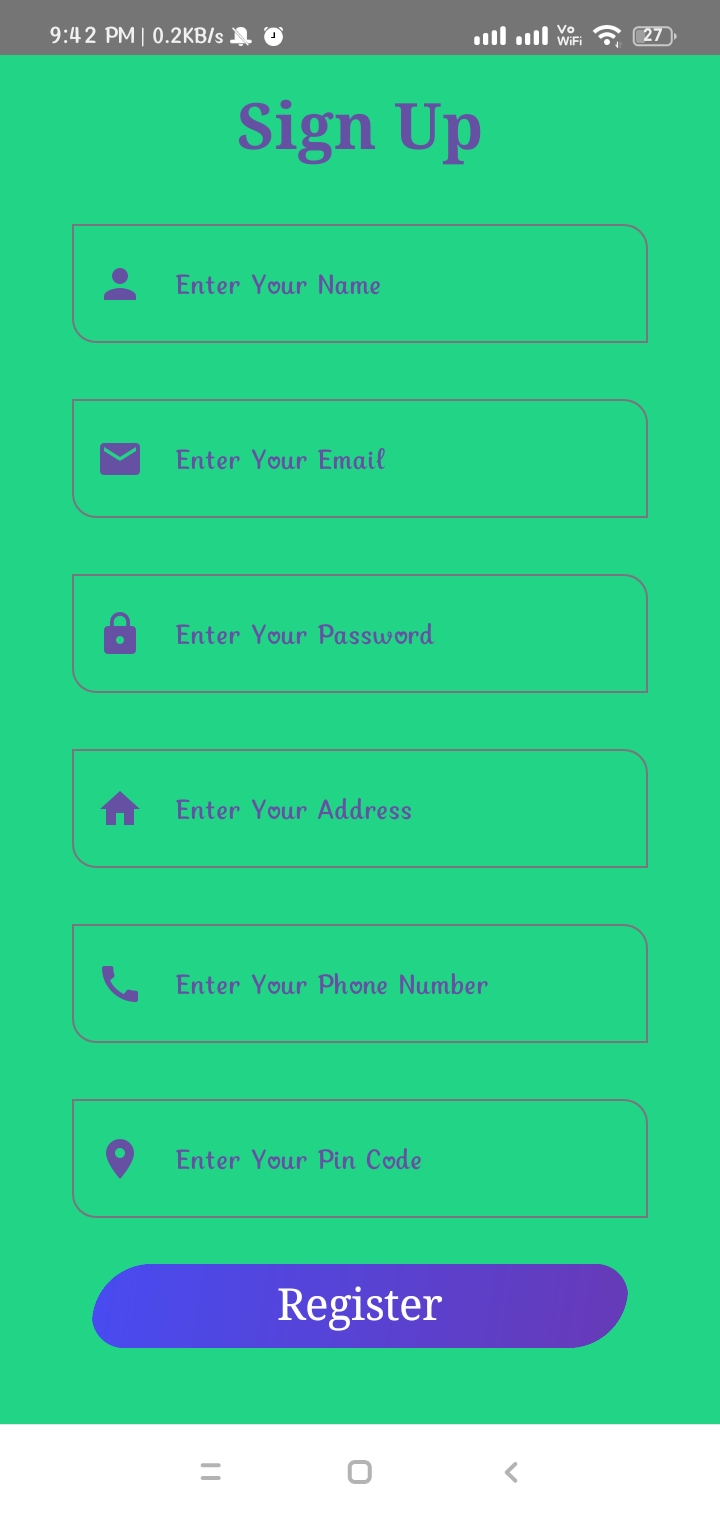 9:42 PM | 0.2KB/s Vo WiFi 27
Sign Up
Enter Your Name
Enter Your Email
Enter Your Password
Enter Your Address
Enter Your Phone Number
Enter Your Pin Code
Register